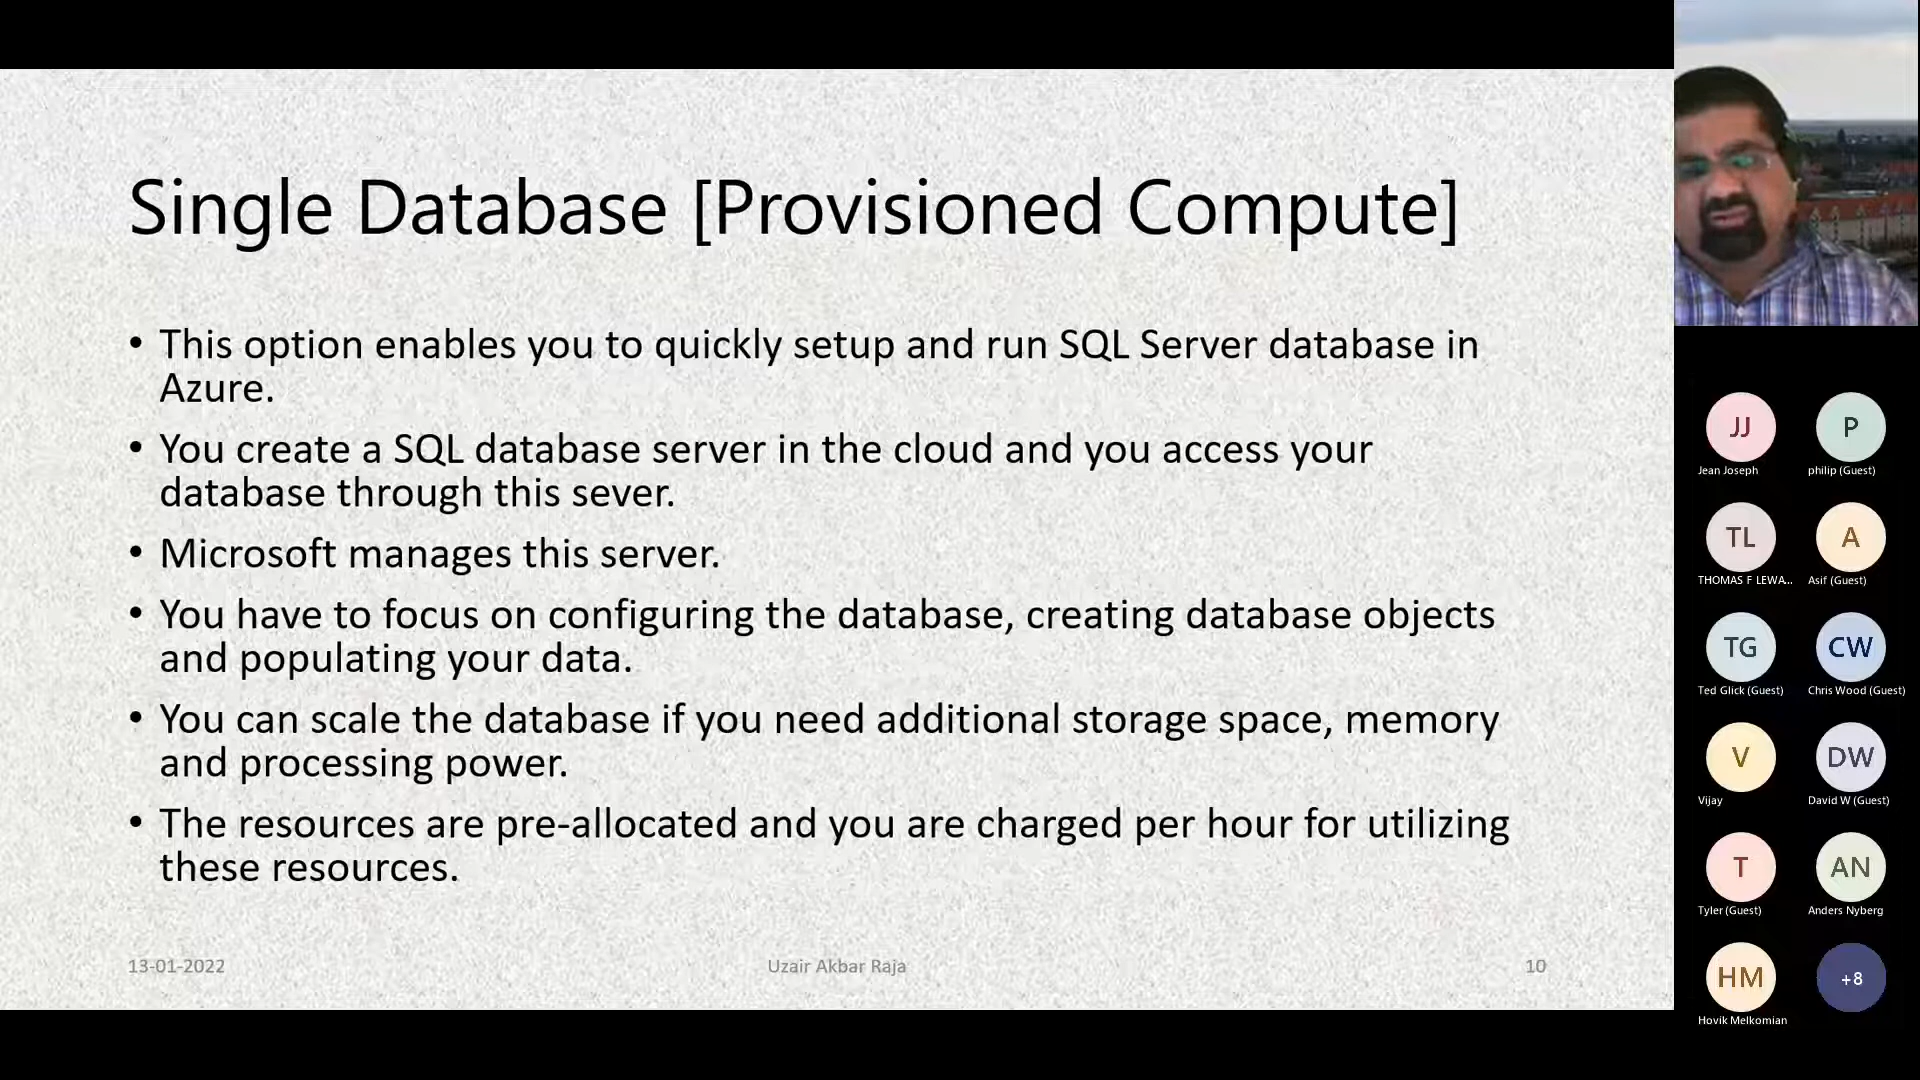 Single Database [Provisioned Compute]
• This option enables you to quickly setup and run SQL Server database in
Azure.
• You create a SQL database server in the cloud and you access your
database through this sever.
• Microsoft manages this server.
• You have to focus on configuring the database, creating database objects
and populating your data.
• You can scale the database if you need additional storage space, memory
and processing power.
• The resources are pre-allocated and you are charged per hour for utilizing
these resources.
13-01-2022
Uzair Akbar Raja
10
JJ
Jean Joseph
P
philip (Guest)
TL
THOMAS F LEWA...
A
Asif (Guest)
TG
Ted Glick (Guest)
CW
Chris Wood (Guest)
V
Vijay
DW
David W (Guest)
T
Tyler (Guest)
AN
Anders Nyberg
HM
Hovik Melkomian
+8